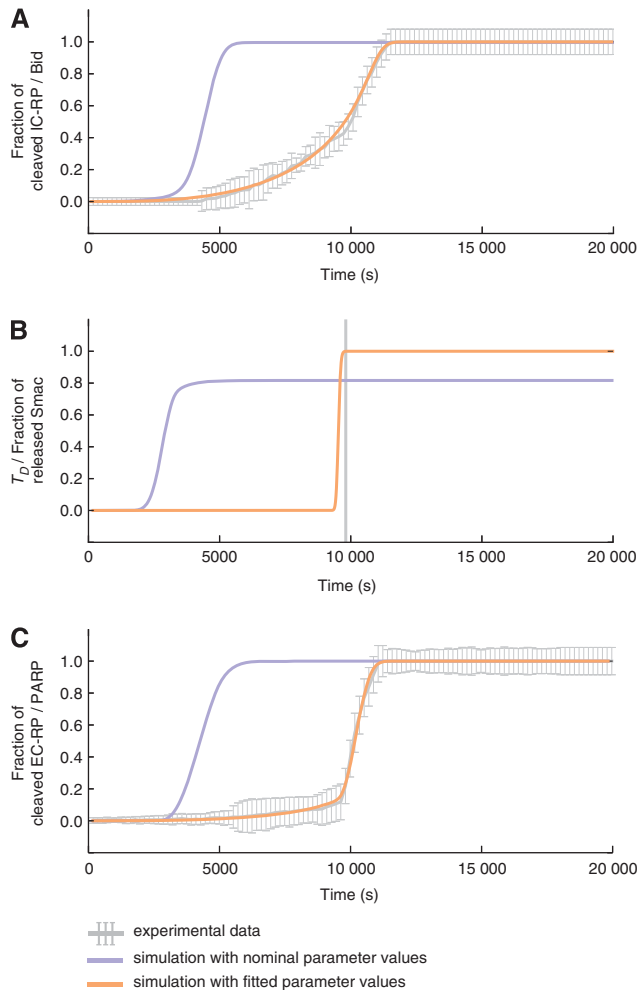 A
Fraction of
cleaved IC-RP / Bid
1.0
0.8
0.6
0.4
0.2
0.0
0 5000 10 000 15 000 20 000
Time (s)
B
T_D / Fraction of
released Smac
1.0
0.8
0.6
0.4
0.2
0.0
0 5000 10 000 15 000 20 000
Time (s)
C
Fraction of
cleaved EC-RP / PARP
1.0
0.8
0.6
0.4
0.2
0.0
0 5000 10 000 15 000 20 000
Time (s)
experimental data
simulation with nominal parameter values
simulation with fitted parameter values